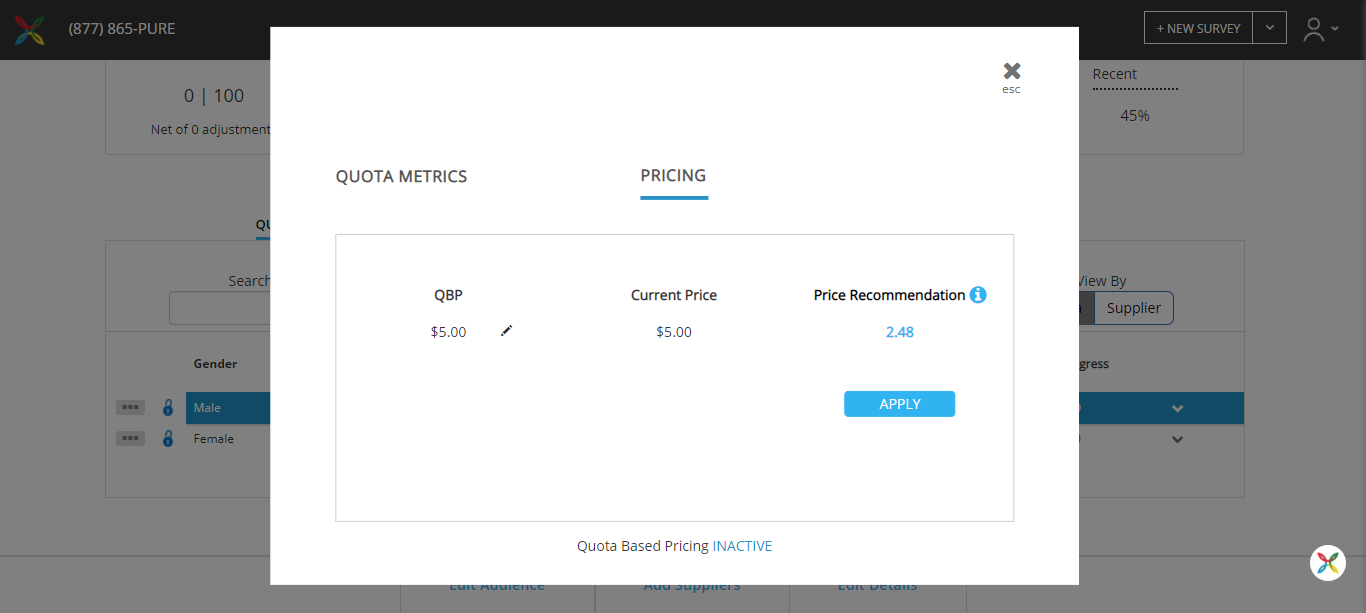 (877) 865-PURE
+ NEW SURVEY
esc
Recent
0 | 100
45%
Net of 0 adjustment
QUOTA METRICS
PRICING
QU
Search
View By
Supplier
QBP
Current Price
Price Recommendation
$5.00
$5.00
2.48
Gender
gress
APPLY
Male
Female
Quota Based Pricing INACTIVE
Edit Audience
Add Suppliers
Edit Details